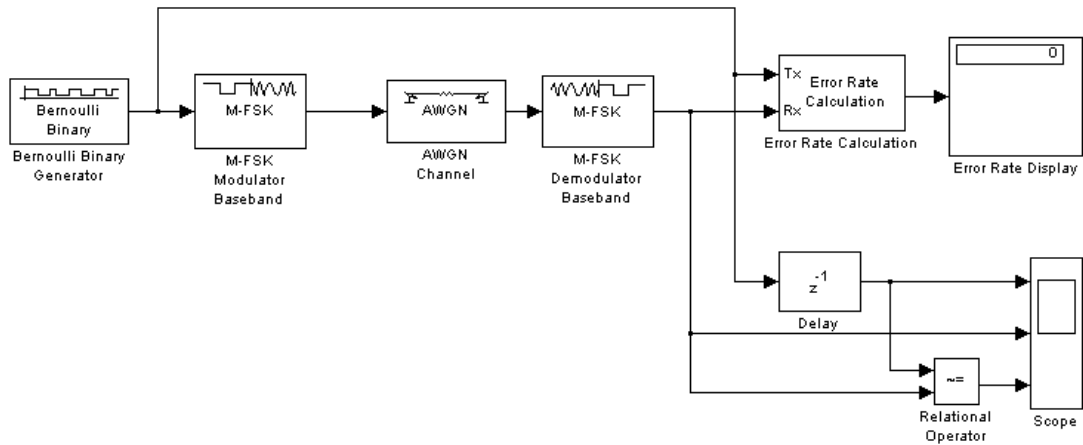 0
Tx
Rx
Error Rate
Calculation
Bernoulli
Binary
M-FSK
AWGN
M-FSK
Bernoulli Binary
Generator
M-FSK
Modulator
Baseband
AWGN
Channel
M-FSK
Demodulator
Baseband
Error Rate Calculation
Error Rate Display
z-1
Delay
~=
Relational
Operator
Scope